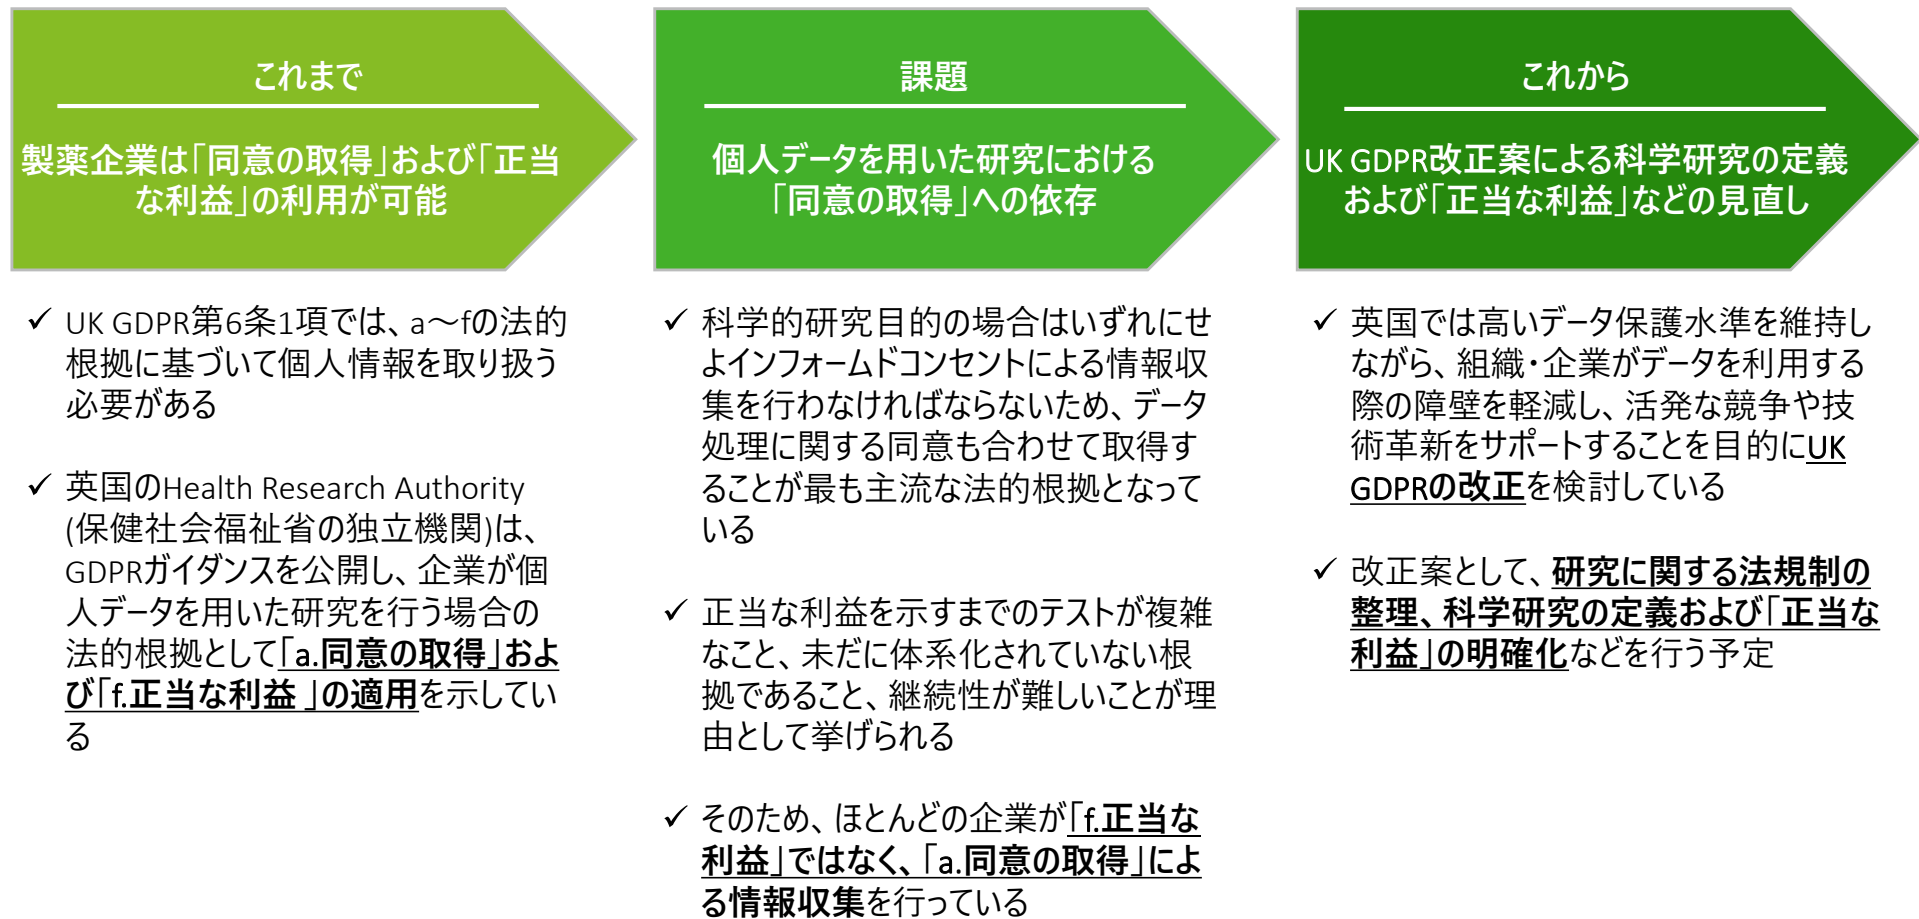 これまで
製薬企業は「同意の取得」および「正当
な利益」の利用が可能
✓ UK GDPR第6条1項では、a～fの法的
根拠に基づいて個人情報を取り扱う
必要がある
✓ 英国のHealth Research Authority
(保健社会福祉省の独立機関)は、
GDPRガイダンスを公開し、企業が個
人データを用いた研究を行う場合の
法的根拠として「a.同意の取得」およ
び「f.正当な利益 」の適用を示してい
る
課題
個人データを用いた研究における
「同意の取得」への依存
✓ 科学的研究目的の場合はいずれにせ
よインフォームドコンセントによる情報収
集を行わなければならないため、データ
処理に関する同意も合わせて取得す
ることが最も主流な法的根拠となって
いる
✓ 正当な利益を示すまでのテストが複雑
なこと、未だに体系化されていない根
拠であること、継続性が難しいことが理
由として挙げられる
✓ そのため、ほとんどの企業が「f.正当な
利益」ではなく、「a.同意の取得」によ
る情報収集を行っている
これから
UK GDPR改正案による科学研究の定義
および「正当な利益」などの見直し
✓ 英国では高いデータ保護水準を維持し
ながら、組織・企業がデータを利用する
際の障壁を軽減し、活発な競争や技
術革新をサポートすることを目的にUK
GDPRの改正を検討している
✓ 改正案として、研究に関する法規制の
整理、科学研究の定義および「正当な
利益」の明確化などを行う予定